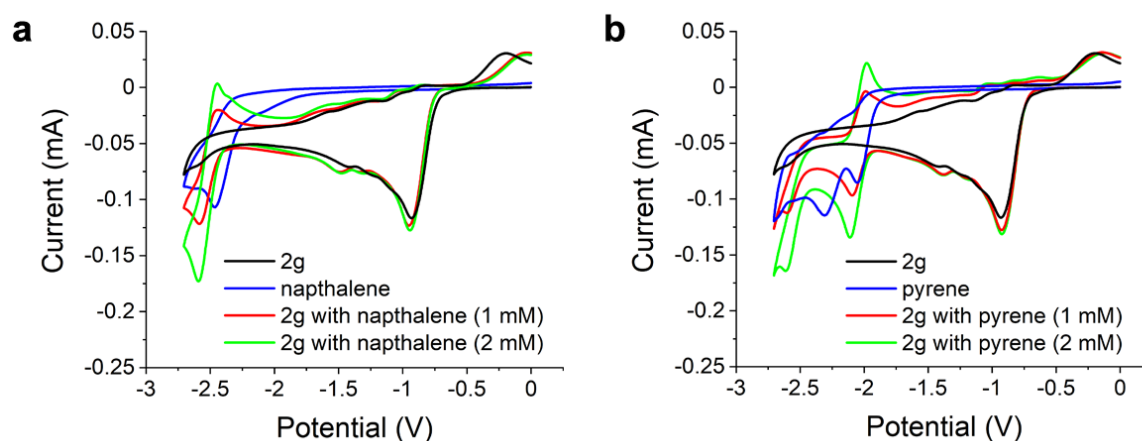 a
0.05
0
-0.05
-0.1
-0.15
-0.2
-0.25
Current (mA)
2g
napthalene
2g with napthalene (1 mM)
2g with napthalene (2 mM)
-3 -2.5 -2 -1.5 -1 -0.5 0
Potential (V)
b
0.05
0
-0.05
-0.1
-0.15
-0.2
-0.25
Current (mA)
2g
pyrene
2g with pyrene (1 mM)
2g with pyrene (2 mM)
-3 -2.5 -2 -1.5 -1 -0.5 0
Potential (V)